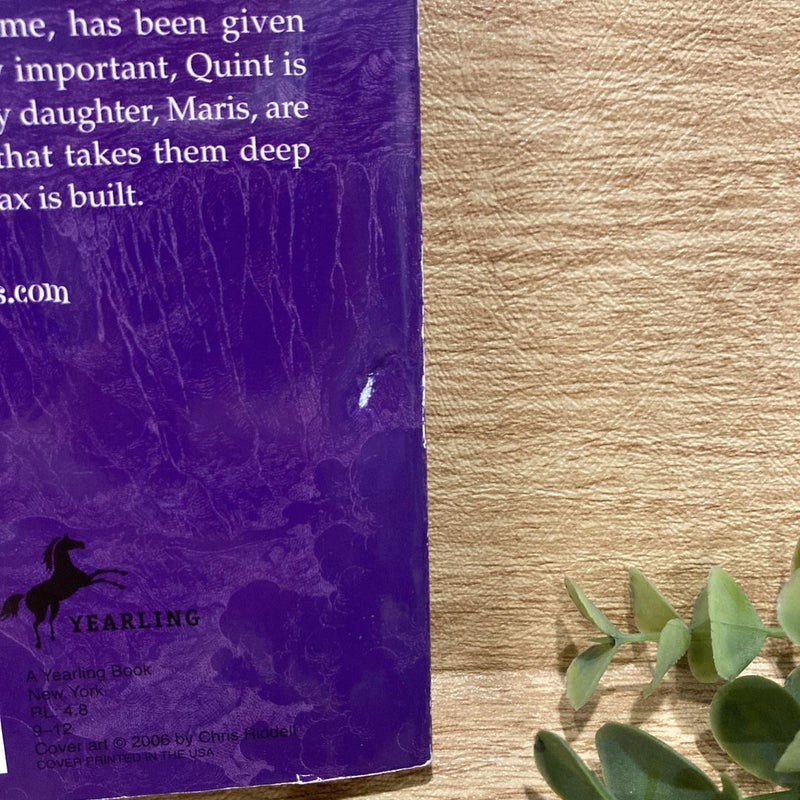 me, has been given
important, Quint is
y daughter, Maris, are
that takes them deep
ax is built.
s.com
YEARLING
A Yearling Book
New York
RL: 4.8
9–12
Cover art © 2006 by Chris Riddell
COVER PRINTED IN THE USA